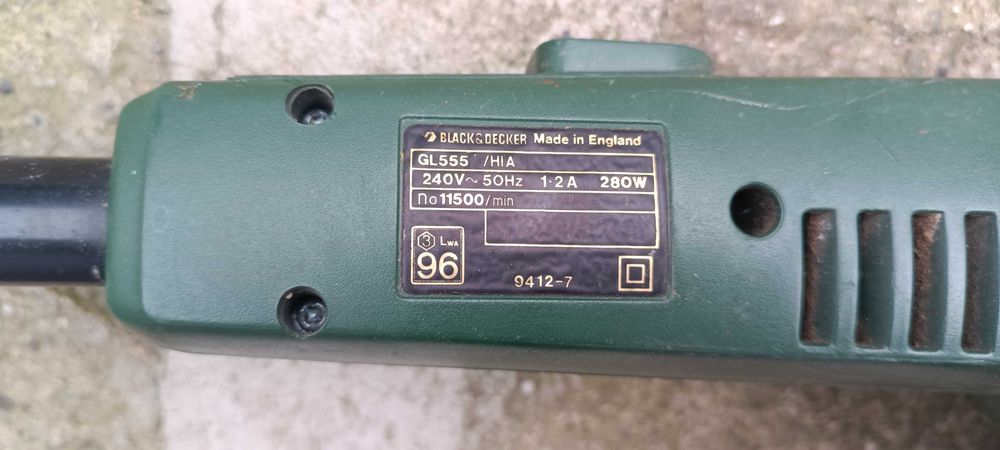 BLACK&DECKER Made in England
GL555 /H1A
240V~ 50Hz 1·2A 280W
no 11500/min
3 LWA
96
9412-7